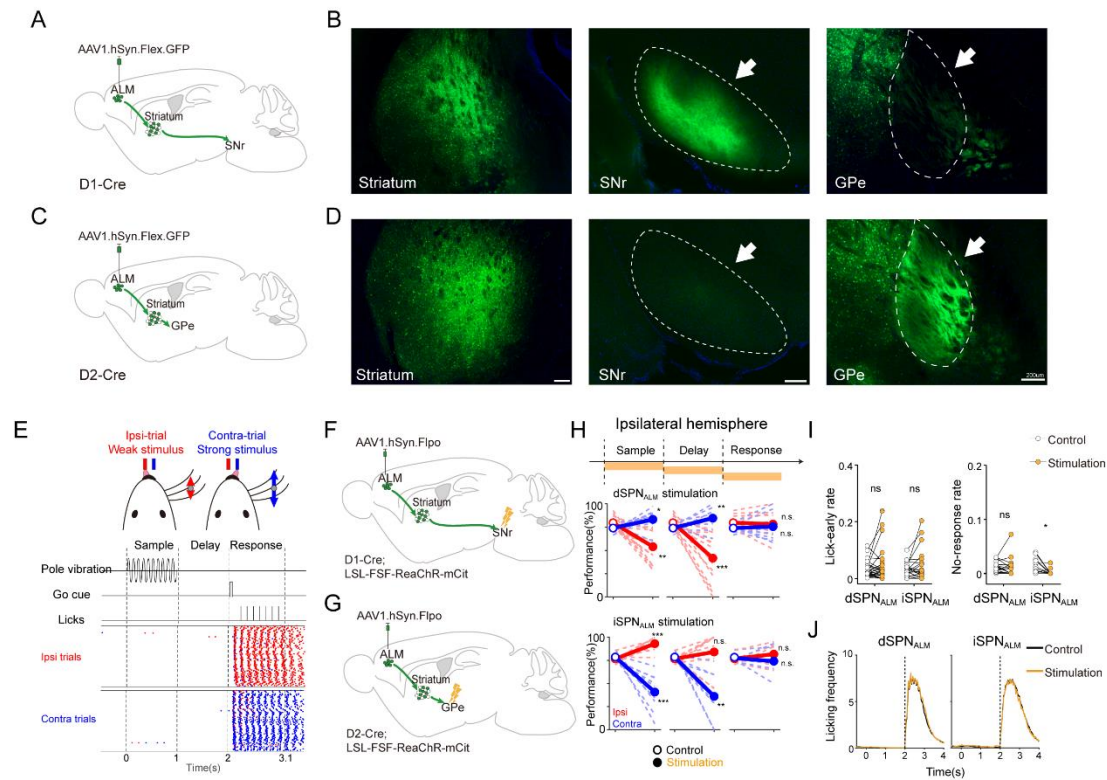 A
AAV1.hSyn.Flex.GFP
ALM
Striatum
SNr
D1-Cre
B
Striatum
SNr
GPe
C
AAV1.hSyn.Flex.GFP
ALM
Striatum
GPe
D2-Cre
D
Striatum
SNr
GPe
200um
E
Ipsi-trial
Weak stimulus
Contra-trial
Strong stimulus
Sample Delay Response
Pole vibration
Go cue
Licks
Ipsi trials
Contra trials
0 1 2 3.1
Time(s)
F
AAV1.hSyn.Flpo
ALM
Striatum
SNr
D1-Cre;
LSL-FSF-ReaChR-mCit
G
AAV1.hSyn.Flpo
ALM
Striatum
GPe
D2-Cre;
LSL-FSF-ReaChR-mCit
H
Ipsilateral hemisphere
Sample Delay Response
dSPNALM stimulation
Performance(%)
100
50
0
*
**
**
***
n.s.
n.s.
iSPNALM stimulation
Performance(%)
100
50
0
***
***
n.s.
**
n.s.
n.s.
Ipsi
Contra
Control
Stimulation
I
Control
Stimulation
Lick-early rate
0.4
0.2
0
ns
ns
dSPNALM iSPNALM
No-response rate
0.2
0.1
0
ns
*
dSPNALM iSPNALM
J
dSPNALM iSPNALM
Control
Stimulation
Licking frequency
10
5
0
0 1 2 3 4 0 1 2 3 4
Time(s)